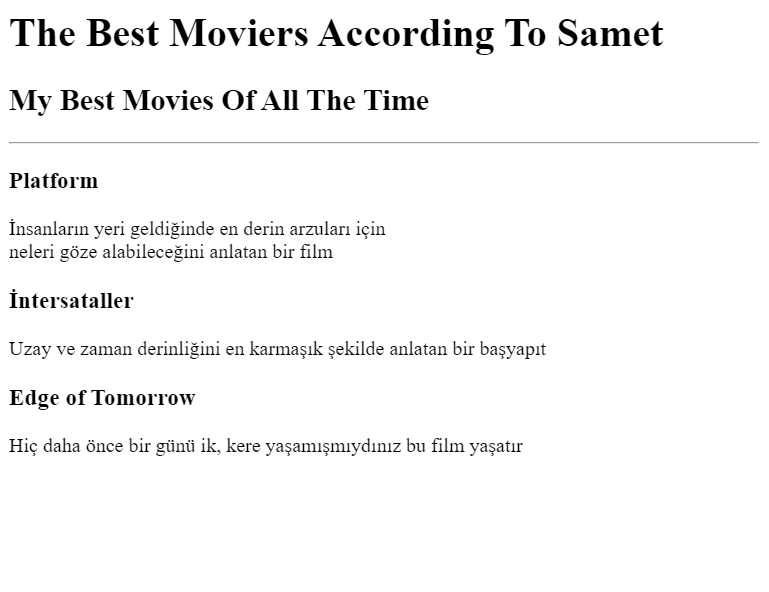 The Best Moviers According To Samet
My Best Movies Of All The Time
Platform
İnsanların yeri geldiğinde en derin arzuları için
neleri göze alabileceğini anlatan bir film
İntersataller
Uzay ve zaman derinliğini en karmaşık şekilde anlatan bir başyapıt
Edge of Tomorrow
Hiç daha önce bir günü ik, kere yaşamışmıydınız bu film yaşatır